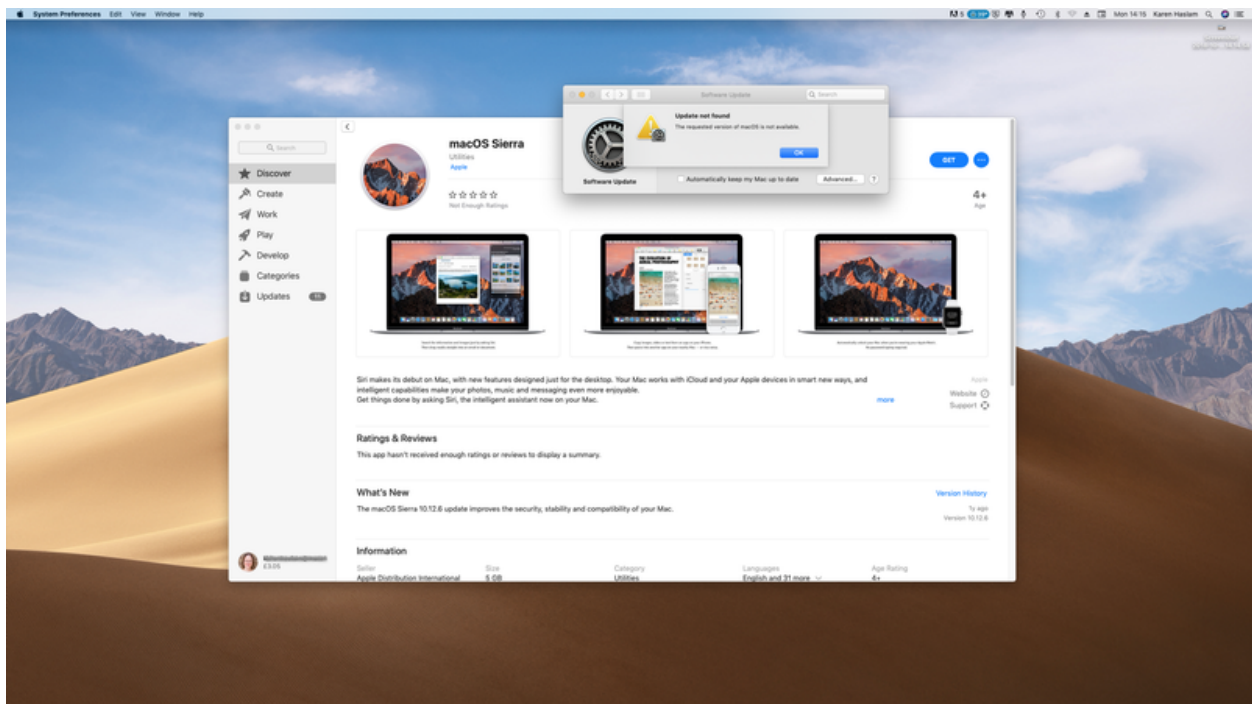 System Preferences Edit View Window Help
Mon 14:15 Karen Haslam
Software Update
Search
Update not found
The requested version of macOS is not available.
OK
Software Update
Automatically keep my Mac up to date
Advanced...
?
Search
Discover
Create
Work
Play
Develop
Categories
Updates
macOS Sierra
Utilities
Apple
Not Enough Ratings
GET
4+
Age
Siri makes its debut on Mac, with new features designed just for the desktop. Your Mac works with iCloud and your Apple devices in smart new ways, and
intelligent capabilities make your photos, music and messaging even more enjoyable.
Get things done by asking Siri, the intelligent assistant now on your Mac.
more
Apple
Website
Support
Ratings & Reviews
This app hasn't received enough ratings or reviews to display a summary.
What's New
Version History
The macOS Sierra 10.12.6 update improves the security, stability and compatibility of your Mac.
1y ago
Version 10.12.6
Information
Seller Size Category Languages Age Rating
Apple Distribution International 5 GB Utilities English and 31 more 4+
£3.05